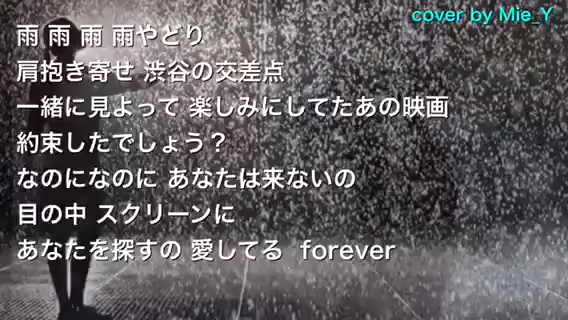 cover by Mie_Y
雨 雨 雨 雨やどり
肩抱き寄せ 渋谷の交差点
一緒に見よって 楽しみにしてたあの映画
約束したでしょう？
なのになのに あなたは来ないの
目の中 スクリーンに
あなたを探すの 愛してる forever